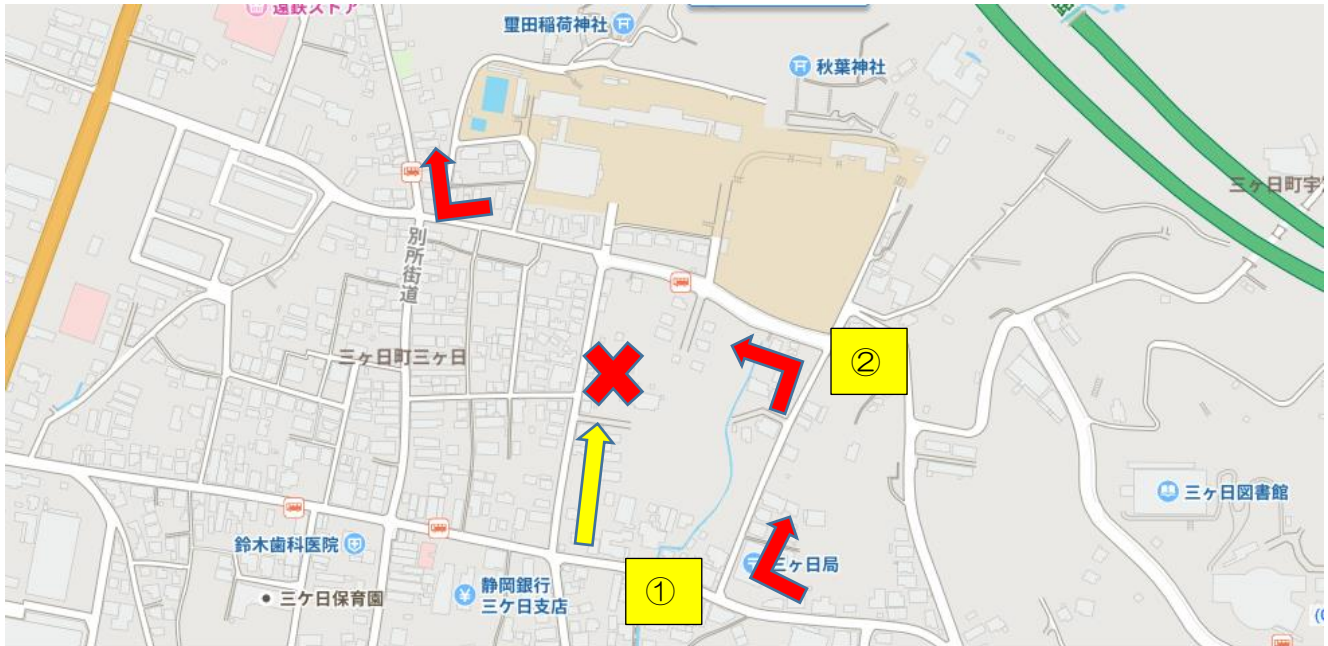 遠鉄ストア
璽田稲荷神社
秋葉神社
三ヶ日町宇
別所街道
三ヶ日町三ヶ日
②
三ヶ日図書館
鈴木歯科医院
三ヶ日局
静岡銀行
三ケ日支店
①
三ケ日保育園